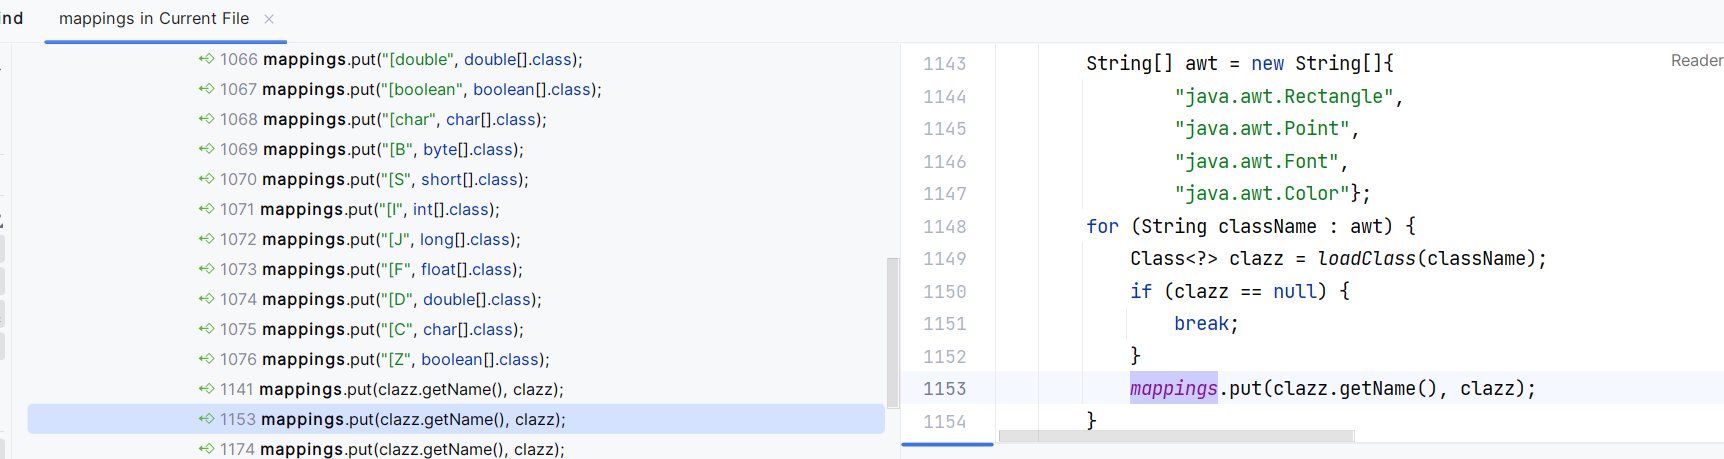 ind
mappings in Current File ×
1066 mappings.put("[double", double[].class);
1067 mappings.put("[boolean", boolean[].class);
1068 mappings.put("[char", char[].class);
1069 mappings.put("[B", byte[].class);
1070 mappings.put("[S", short[].class);
1071 mappings.put("[I", int[].class);
1072 mappings.put("[J", long[].class);
1073 mappings.put("[F", float[].class);
1074 mappings.put("[D", double[].class);
1075 mappings.put("[C", char[].class);
1076 mappings.put("[Z", boolean[].class);
1141 mappings.put(clazz.getName(), clazz);
1153 mappings.put(clazz.getName(), clazz);
1174 mappings.put(clazz.getName(), clazz);
1143 String[] awt = new String[]{
Reader
1144 "java.awt.Rectangle",
1145 "java.awt.Point",
1146 "java.awt.Font",
1147 "java.awt.Color"};
1148 for (String className : awt) {
1149 Class<?> clazz = loadClass(className);
1150 if (clazz == null) {
1151 break;
1152 }
1153 mappings.put(clazz.getName(), clazz);
1154 }